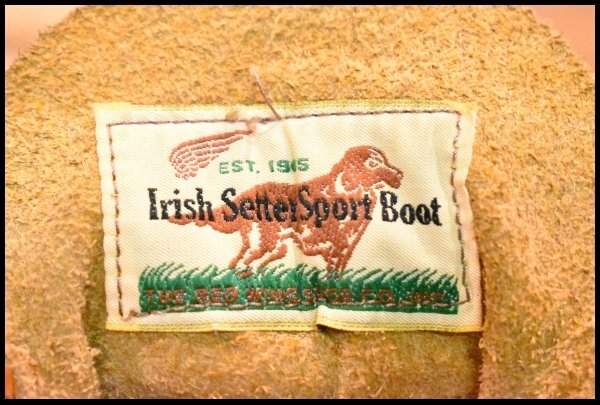 EST. 1915
Irish Setter Sport Boot
THE RED WING SHOE CO., INC.